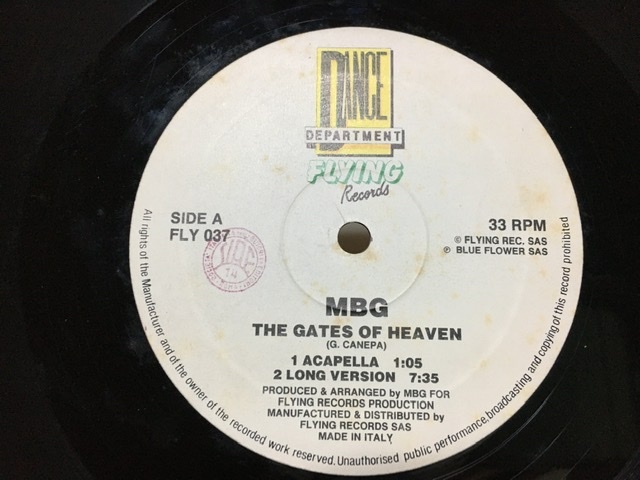 DANCE
DEPARTMENT
FLYING
Records
SIDE A
FLY 037
33 RPM
© FLYING REC. SAS
℗ BLUE FLOWER SAS
MBG
THE GATES OF HEAVEN
(G. CANEPA)
1 ACAPELLA 1:05
2 LONG VERSION 7:35
PRODUCED & ARRANGED by MBG FOR
FLYING RECORDS PRODUCTION
MANUFACTURED & DISTRIBUTED by
FLYING RECORDS SAS
MADE IN ITALY
All rights of the Manufacturer and of the owner of the recorded work reserved. Unauthorised public performance, broadcasting and copying of this record prohibited